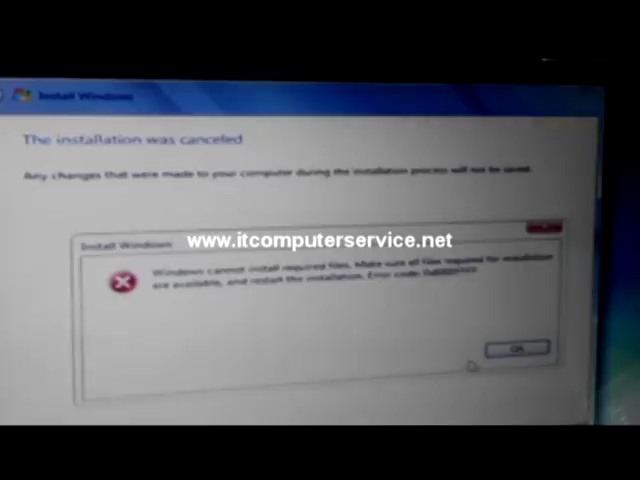 Install Windows
The installation was canceled
Any changes that were made to your computer during the installation process will not be saved.
Install Windows
www.itcomputerservice.net
Windows cannot install required files. Make sure all files required for installation
are available, and restart the installation. Error code:
OK